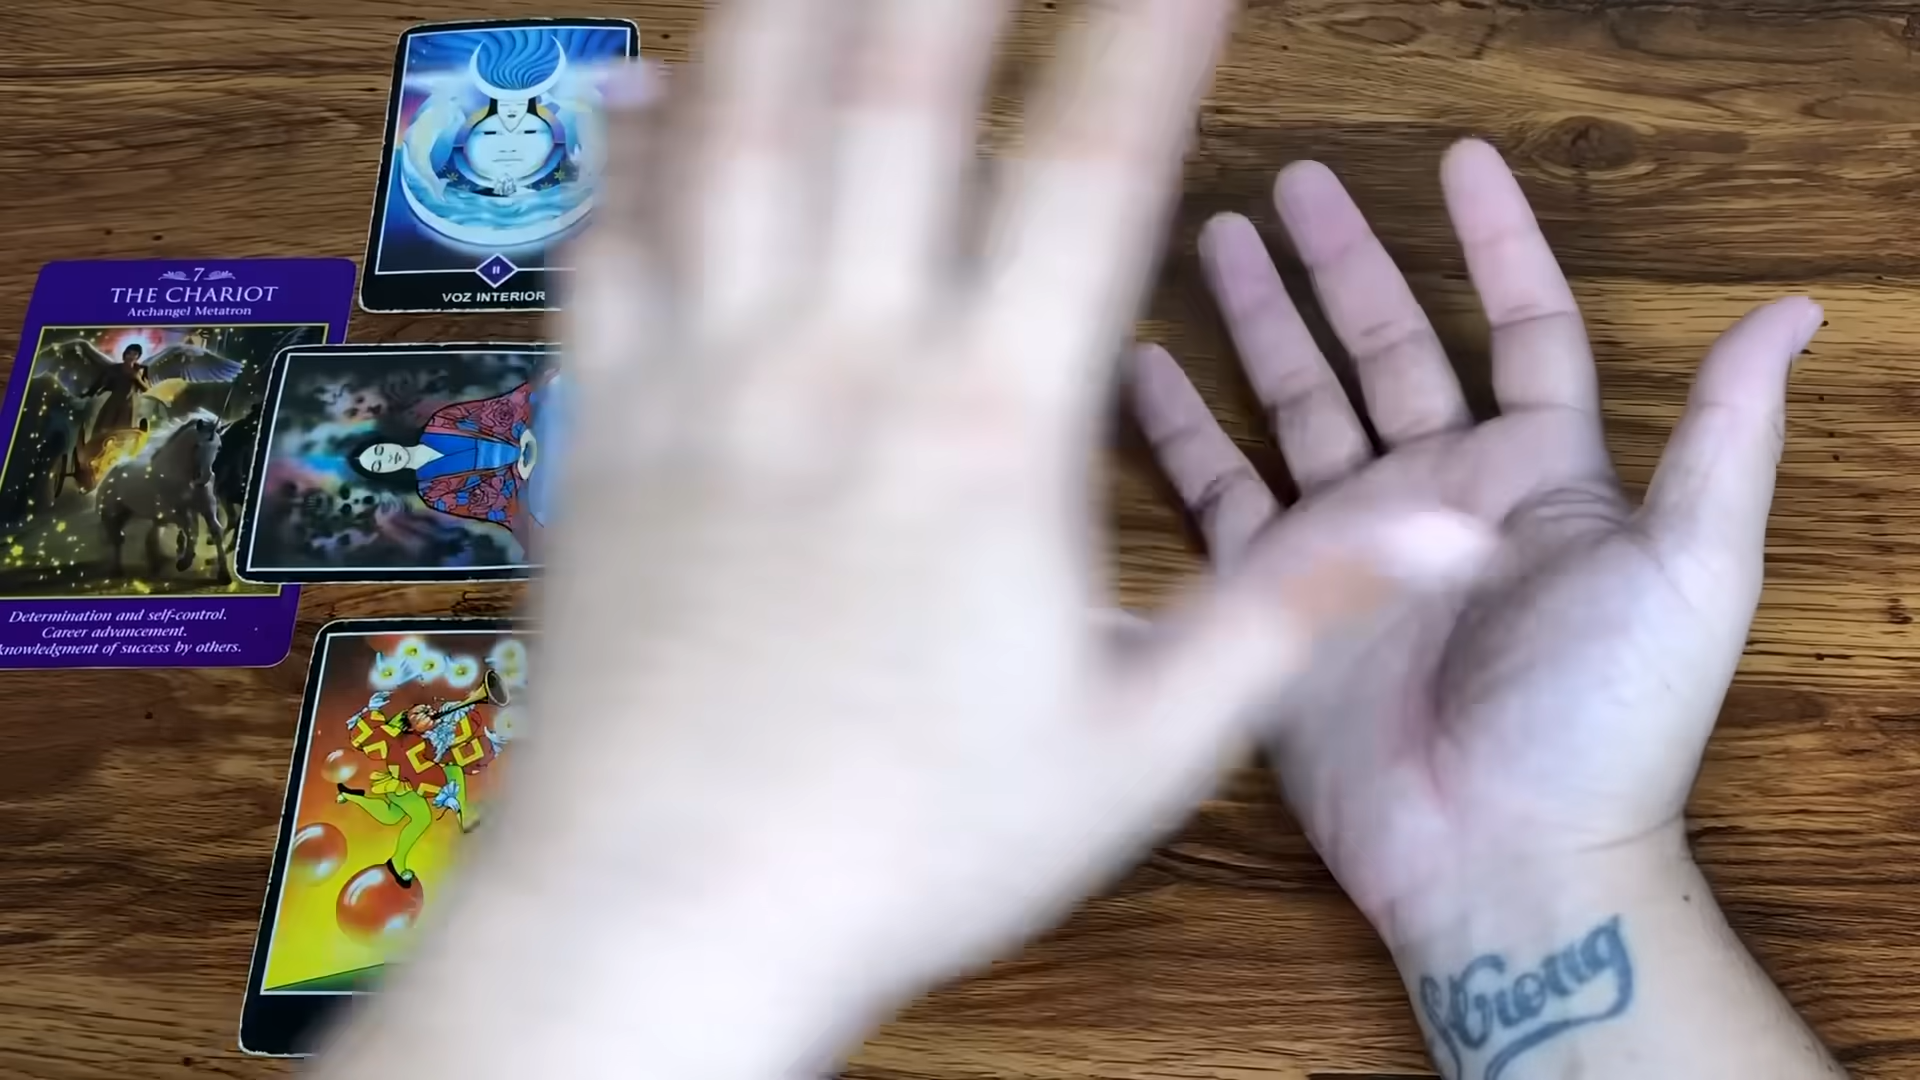 II
VOZ INTERIOR
7
THE CHARIOT
Archangel Metatron
Determination and self-control.
Career advancement.
knowledgment of success by others.
Strong